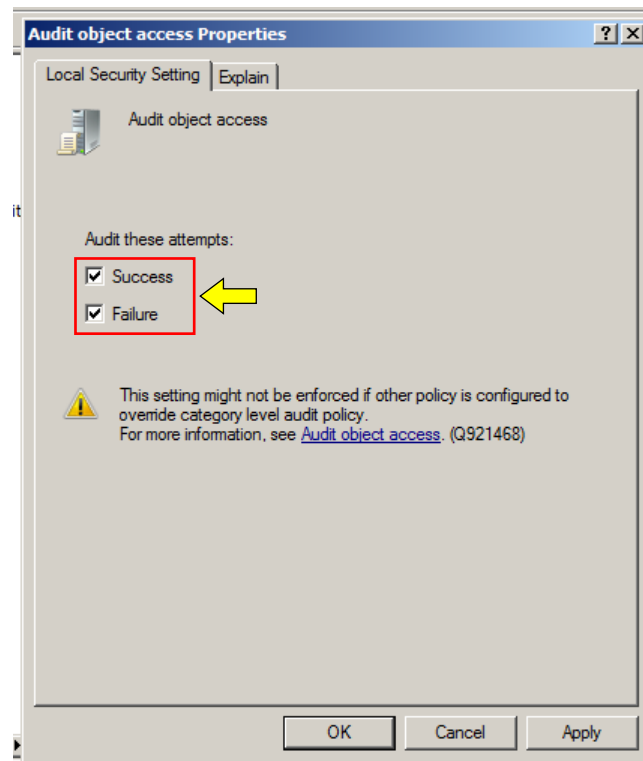 Audit object access Properties
Local Security Setting
Explain
Audit object access
it
Audit these attempts:
Success
Failure
This setting might not be enforced if other policy is configured to
override category level audit policy.
For more information, see Audit object access. (Q921468)
OK
Cancel
Apply